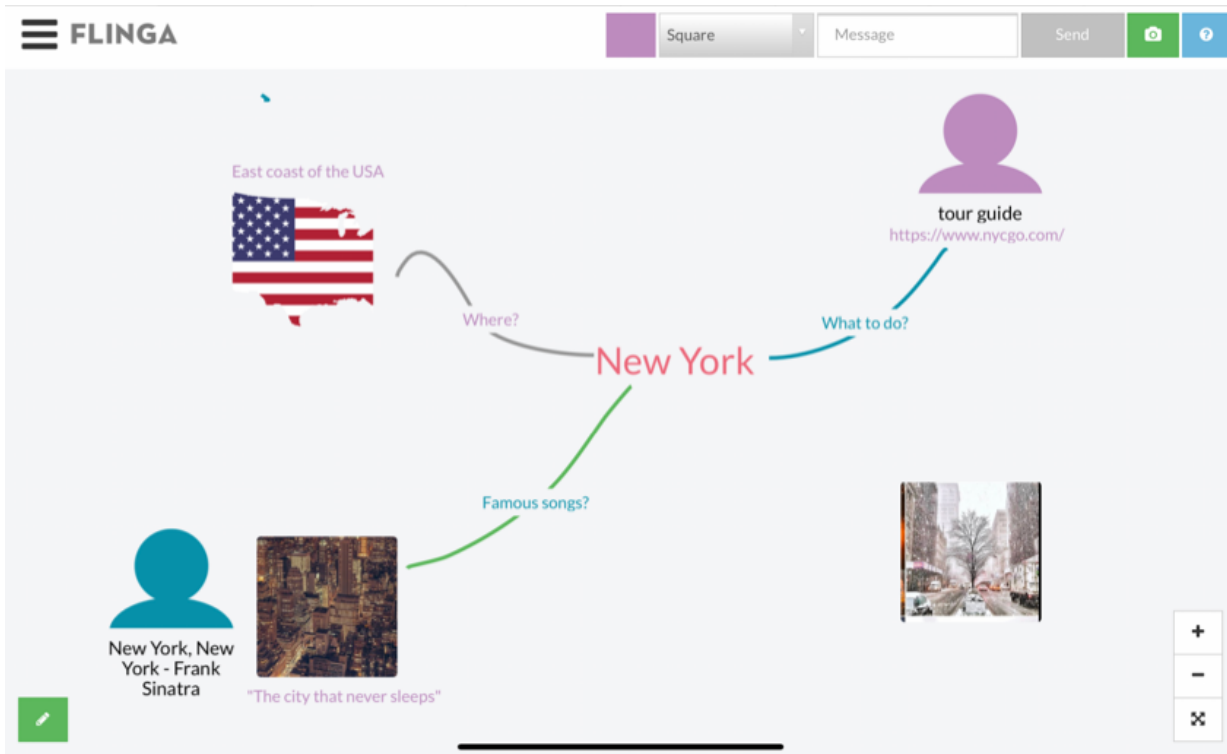 FLINGA
Square
Message
Send
East coast of the USA
tour guide
https://www.nycgo.com/
Where?
What to do?
New York
Famous songs?
New York, New
York - Frank
Sinatra
"The city that never sleeps"